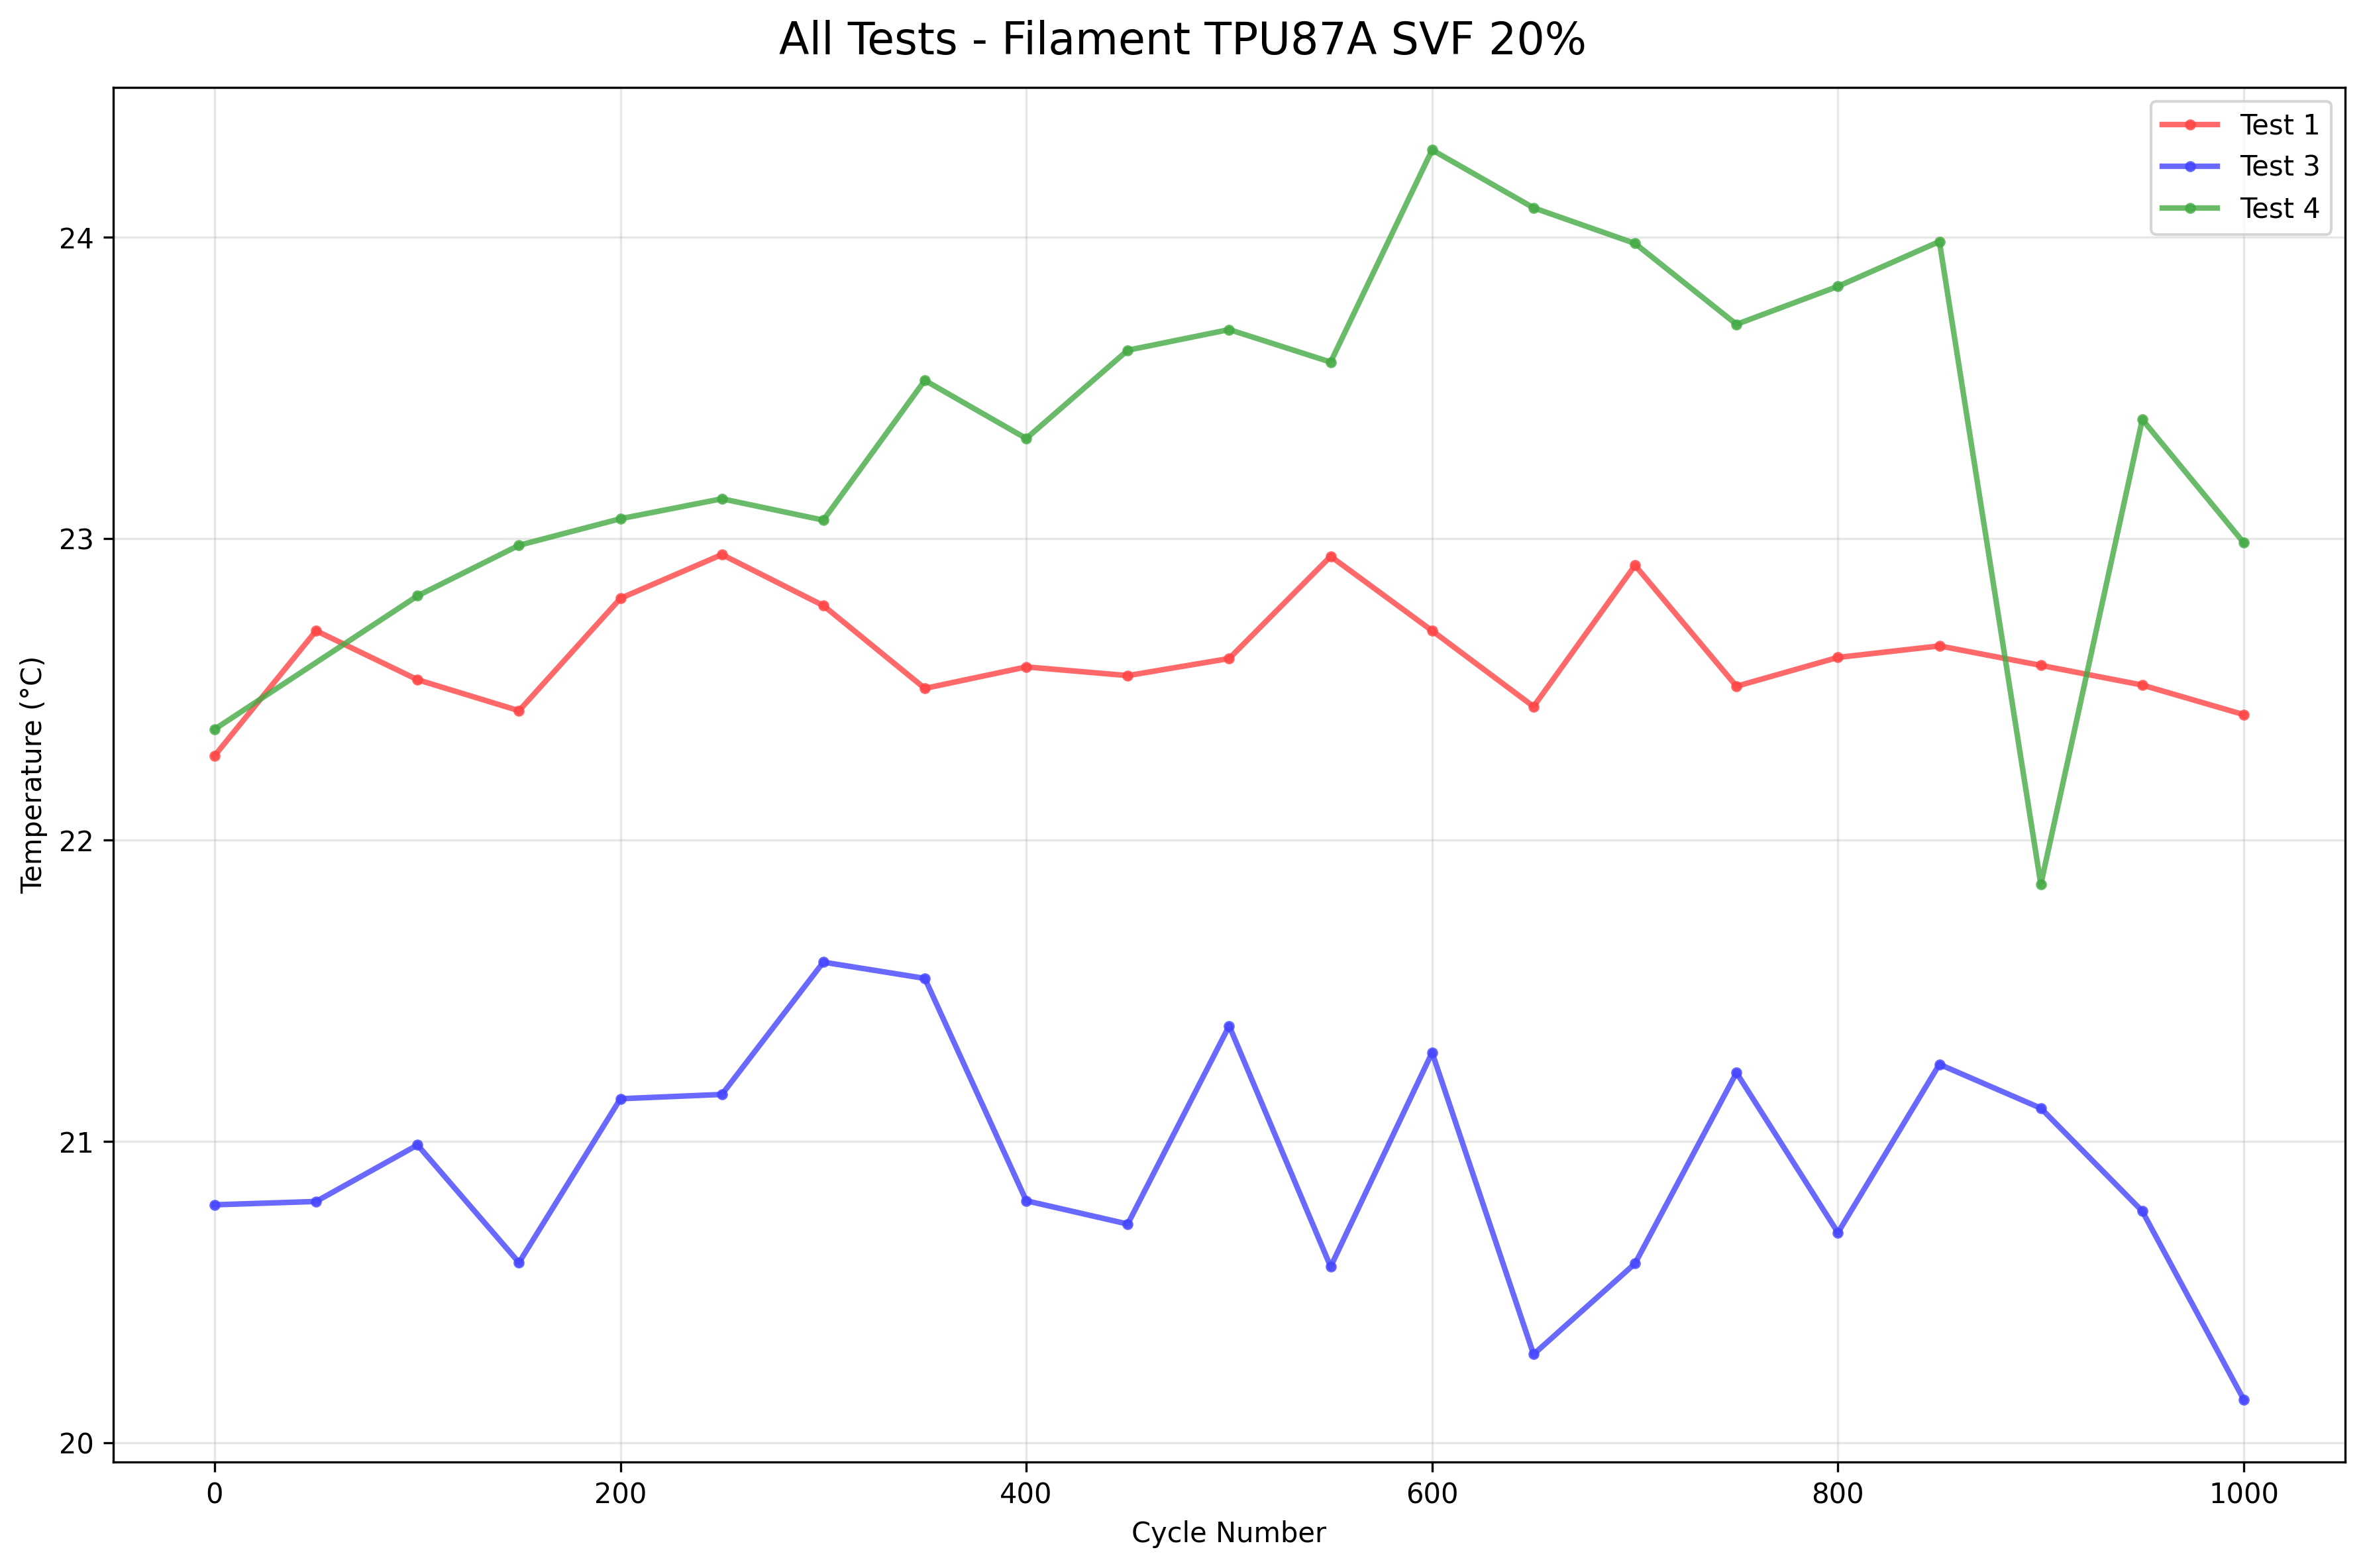 All Tests - Filament TPU87A SVF 20%
Test 1
Test 3
Test 4
Temperature (°C)
24
23
22
21
20
0 200 400 600 800 1000
Cycle Number